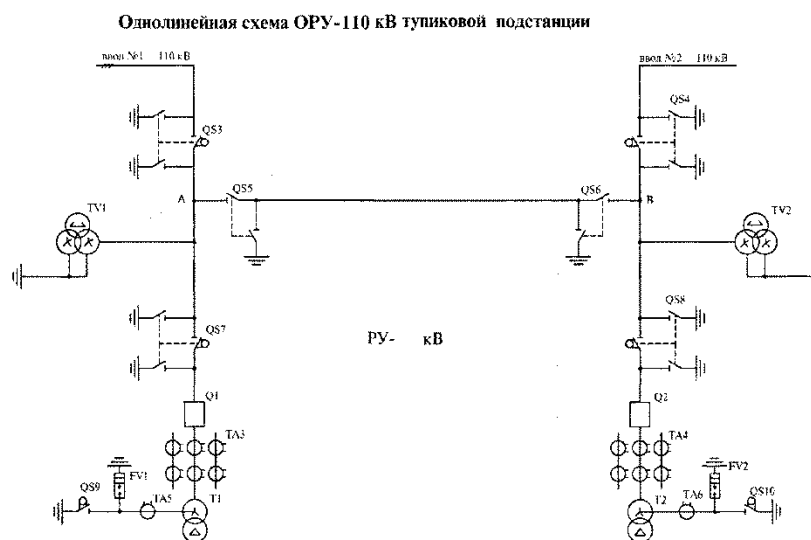 Однолинейная схема ОРУ-110 кВ тупиковой подстанции
ввод №1 110 кВ
ввод №2 110 кВ
QS3
QS4
A
QS5
QS6
B
TV1
TV2
QS7
QS8
РУ- кВ
Q1
Q2
TA3
TA4
FV1
FV2
QS9
TA5
T1
T2
TA6
QS10